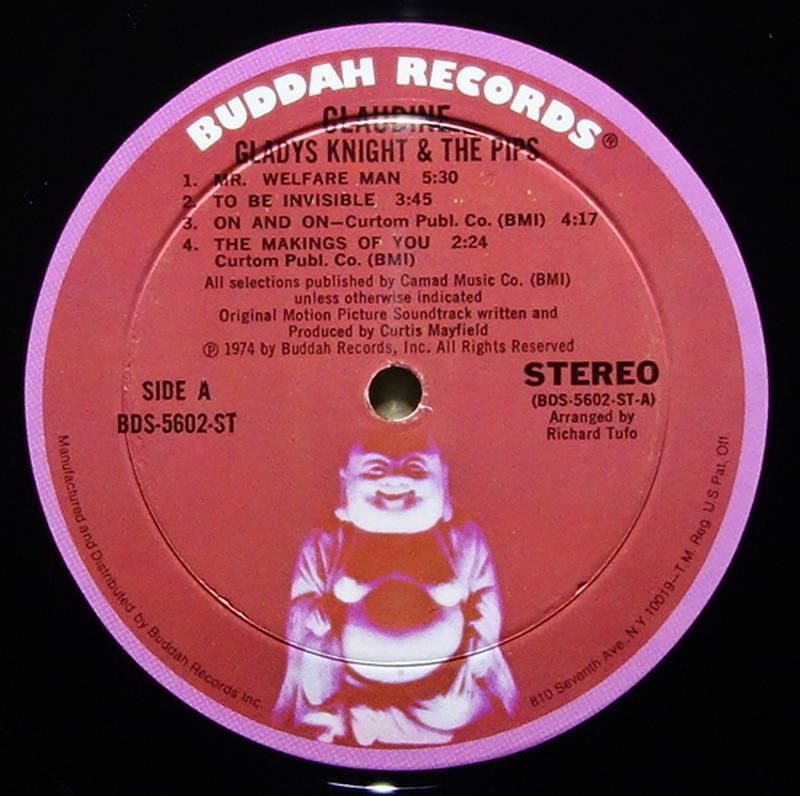 BUDDAH RECORDS®
CLAUDINE
GLADYS KNIGHT & THE PIPS
1. MR. WELFARE MAN 5:30
2. TO BE INVISIBLE 3:45
3. ON AND ON—Curtom Publ. Co. (BMI) 4:17
4. THE MAKINGS OF YOU 2:24
Curtom Publ. Co. (BMI)
All selections published by Camad Music Co. (BMI)
unless otherwise indicated
Original Motion Picture Soundtrack written and
Produced by Curtis Mayfield
℗ 1974 by Buddah Records, Inc. All Rights Reserved
SIDE A
BDS-5602-ST
STEREO
(BDS-5602-ST-A)
Arranged by
Richard Tufo
Manufactured and Distributed by Buddah Records Inc.
810 Seventh Ave., N.Y. 10019—T.M. Reg. U.S. Pat. Off